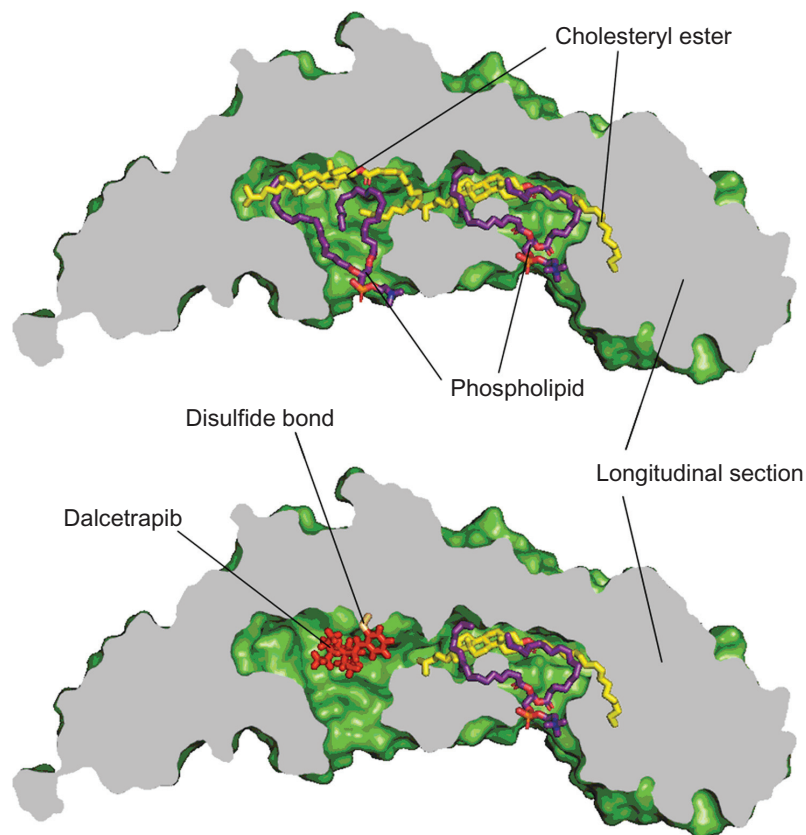 Cholesteryl ester
Phospholipid
Disulfide bond
Longitudinal section
Dalcetrapib